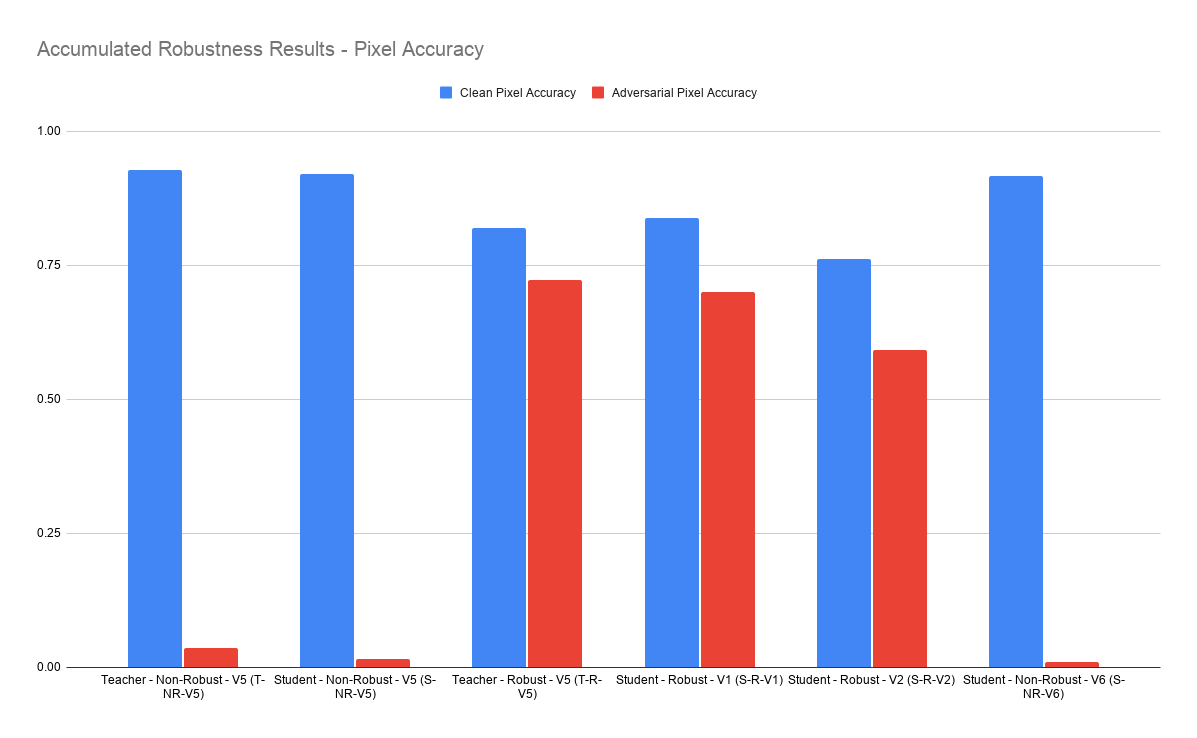 Accumulated Robustness Results - Pixel Accuracy
Clean Pixel Accuracy
Adversarial Pixel Accuracy
1.00
0.75
0.50
0.25
0.00
Teacher - Non-Robust - V5 (T-
NR-V5)
Student - Non-Robust - V5 (S-
NR-V5)
Teacher - Robust - V5 (T-R-
V5)
Student - Robust - V1 (S-R-V1)
Student - Robust - V2 (S-R-V2)
Student - Non-Robust - V6 (S-
NR-V6)